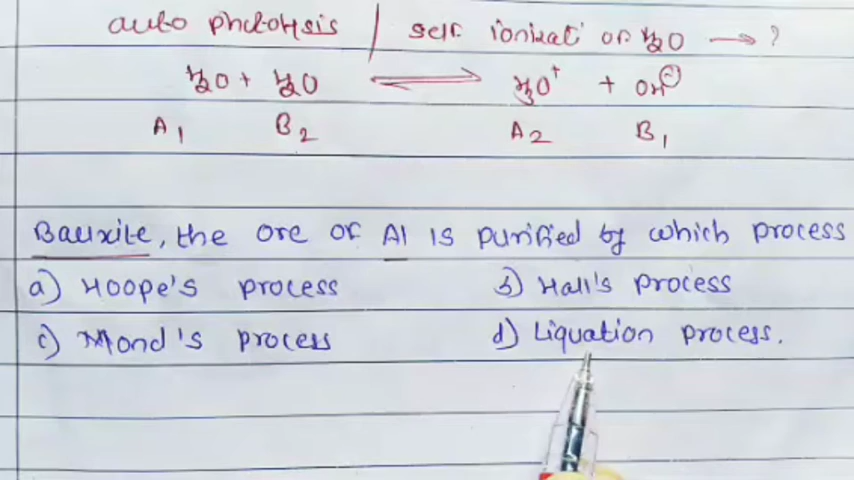 auto photolysis / self ionizati of H2O → ?
H2O + H2O ⇌ H3O+ + OH⊖
A1 B2 A2 B1
Bauxite, the ore of Al is purified by which process
a) Hoope's process b) Hall's process
c) Mond's process d) Liquation process.